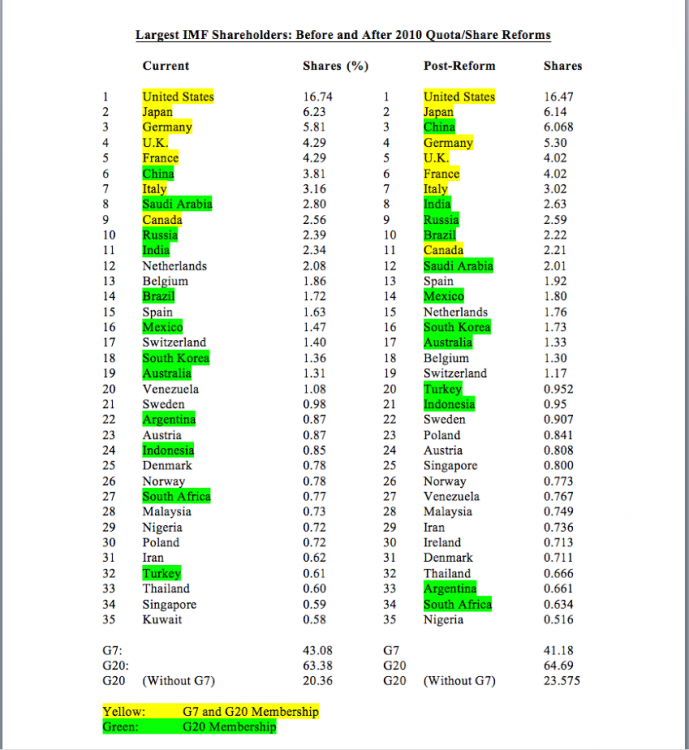 Largest IMF Shareholders: Before and After 2010 Quota/Share Reforms
Current Shares (%) Post-Reform Shares
1 United States 16.74 1 United States 16.47
2 Japan 6.23 2 Japan 6.14
3 Germany 5.81 3 China 6.068
4 U.K. 4.29 4 Germany 5.30
5 France 4.29 5 U.K. 4.02
6 China 3.81 6 France 4.02
7 Italy 3.16 7 Italy 3.02
8 Saudi Arabia 2.80 8 India 2.63
9 Canada 2.56 9 Russia 2.59
10 Russia 2.39 10 Brazil 2.22
11 India 2.34 11 Canada 2.21
12 Netherlands 2.08 12 Saudi Arabia 2.01
13 Belgium 1.86 13 Spain 1.92
14 Brazil 1.72 14 Mexico 1.80
15 Spain 1.63 15 Netherlands 1.76
16 Mexico 1.47 16 South Korea 1.73
17 Switzerland 1.40 17 Australia 1.33
18 South Korea 1.36 18 Belgium 1.30
19 Australia 1.31 19 Switzerland 1.17
20 Venezuela 1.08 20 Turkey 0.952
21 Sweden 0.98 21 Indonesia 0.95
22 Argentina 0.87 22 Sweden 0.907
23 Austria 0.87 23 Poland 0.841
24 Indonesia 0.85 24 Austria 0.808
25 Denmark 0.78 25 Singapore 0.800
26 Norway 0.78 26 Norway 0.773
27 South Africa 0.77 27 Venezuela 0.767
28 Malaysia 0.73 28 Malaysia 0.749
29 Nigeria 0.72 29 Iran 0.736
30 Poland 0.72 30 Ireland 0.713
31 Iran 0.62 31 Denmark 0.711
32 Turkey 0.61 32 Thailand 0.666
33 Thailand 0.60 33 Argentina 0.661
34 Singapore 0.59 34 South Africa 0.634
35 Kuwait 0.58 35 Nigeria 0.516
G7: 43.08 G7 41.18
G20: 63.38 G20 64.69
G20 (Without G7) 20.36 G20 (Without G7) 23.575
Yellow: G7 and G20 Membership
Green: G20 Membership